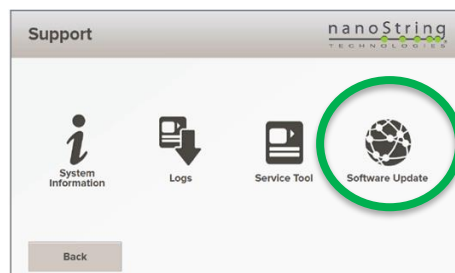 Support
nanoString
TECHNOLOGIES
System
Information
Logs
Service Tool
Software Update
Back